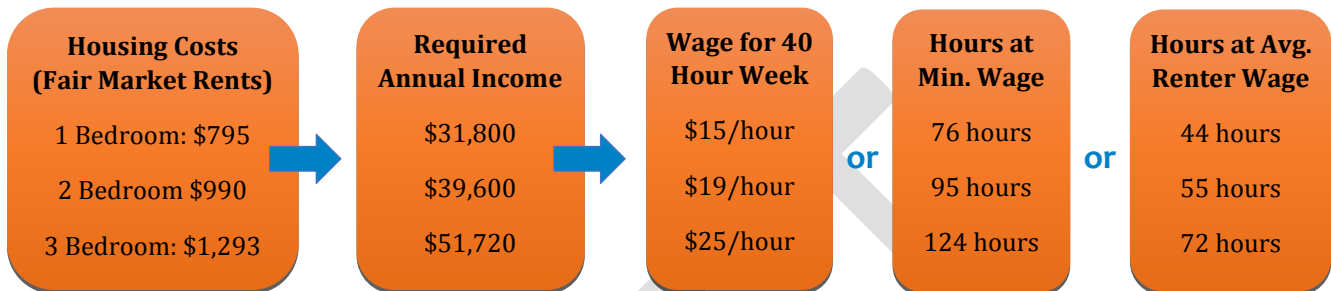 Housing Costs
(Fair Market Rents)
1 Bedroom: $795
2 Bedroom $990
3 Bedroom: $1,293
Required
Annual Income
$31,800
$39,600
$51,720
Wage for 40
Hour Week
$15/hour
$19/hour
$25/hour
or
Hours at
Min. Wage
76 hours
95 hours
124 hours
or
Hours at Avg.
Renter Wage
44 hours
55 hours
72 hours